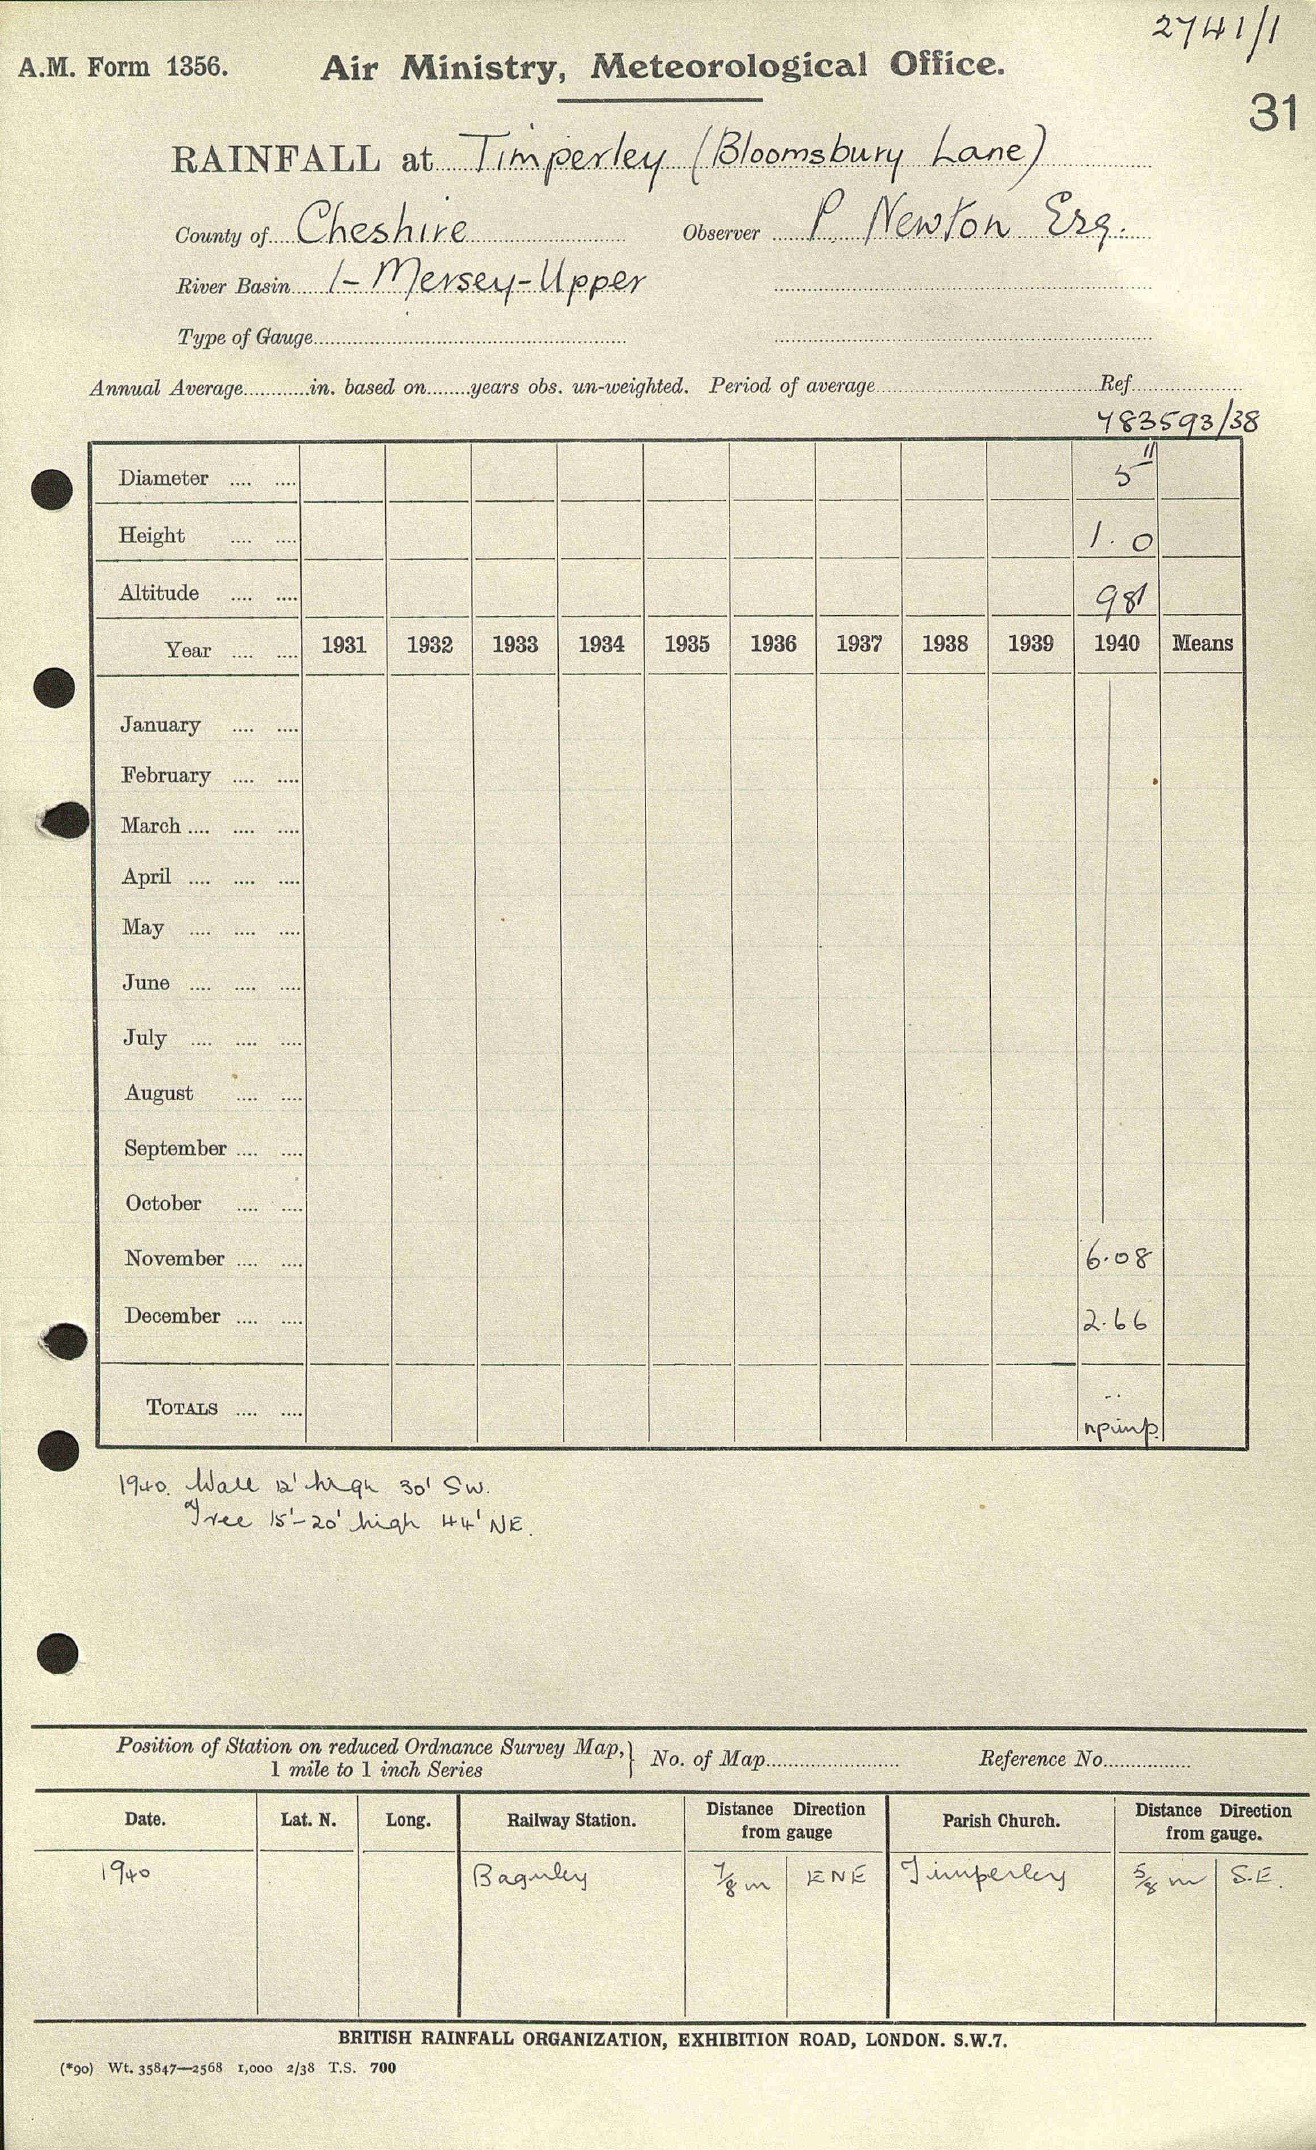 2741/1
A.M. Form 1356. Air Ministry, Meteorological Office.
31
RAINFALL at Timperley (Bloomsbury Lane)
County of Cheshire Observer P. Newton Esq.
River Basin 1-Mersey-Upper
Type of Gauge
Annual Average in. based on years obs. un-weighted. Period of average Ref
783593/38
Diameter 5"
Height 1.0
Altitude 98'
Year 1931 1932 1933 1934 1935 1936 1937 1938 1939 1940 Means
January
February
March
April
May
June
July
August
September
October
November 6.08
December 2.66
TOTALS ..
npimp.
1940. Wall 12' high 30' SW.
Tree 15'-20' high 44' NE.
Position of Station on reduced Ordnance Survey Map,} No. of Map Reference No.
1 mile to 1 inch Series
Date. Lat. N. Long. Railway Station. Distance Direction from gauge Parish Church. Distance Direction from gauge.
1940 Baguley 7/8 m ENE Timperley 5/8 m S.E.
BRITISH RAINFALL ORGANIZATION, EXHIBITION ROAD, LONDON. S.W.7.
(*90) Wt. 35847—2568 1,000 2/38 T.S. 700